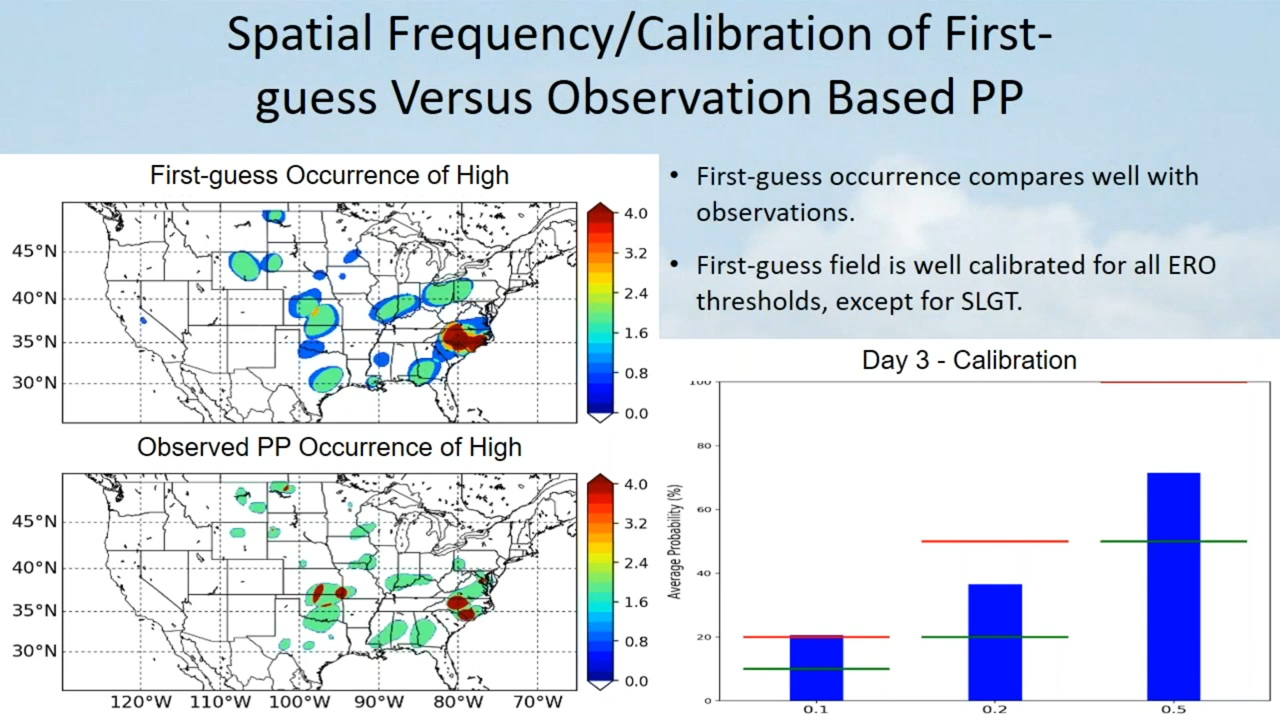 Spatial Frequency/Calibration of First-
guess Versus Observation Based PP
First-guess Occurrence of High
45°N
40°N
35°N
30°N
4.0
3.2
2.4
1.6
0.8
0.0
Observed PP Occurrence of High
45°N
40°N
35°N
30°N
120°W 110°W 100°W 90°W 80°W 70°W
4.0
3.2
2.4
1.6
0.8
0.0
• First-guess occurrence compares well with
observations.
• First-guess field is well calibrated for all ERO
thresholds, except for SLGT.
Day 3 - Calibration
Average Probability (%)
100
80
60
40
20
0
0.1 0.2 0.5